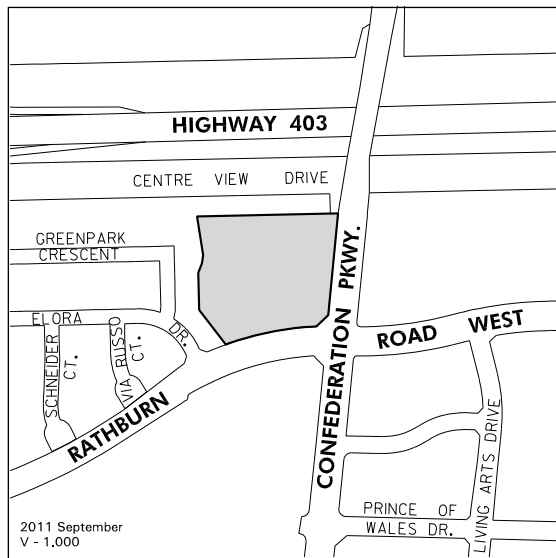 HIGHWAY 403
CENTRE VIEW DRIVE
GREENPARK
CRESCENT
CONFEDERATION PKWY.
ELORA
DR.
ROAD WEST
SCHNEIDER
CT.
VIA RUSSO
CT.
RATHBURN
LIVING ARTS DRIVE
PRINCE OF
WALES DR.
2011 September
V - 1.000